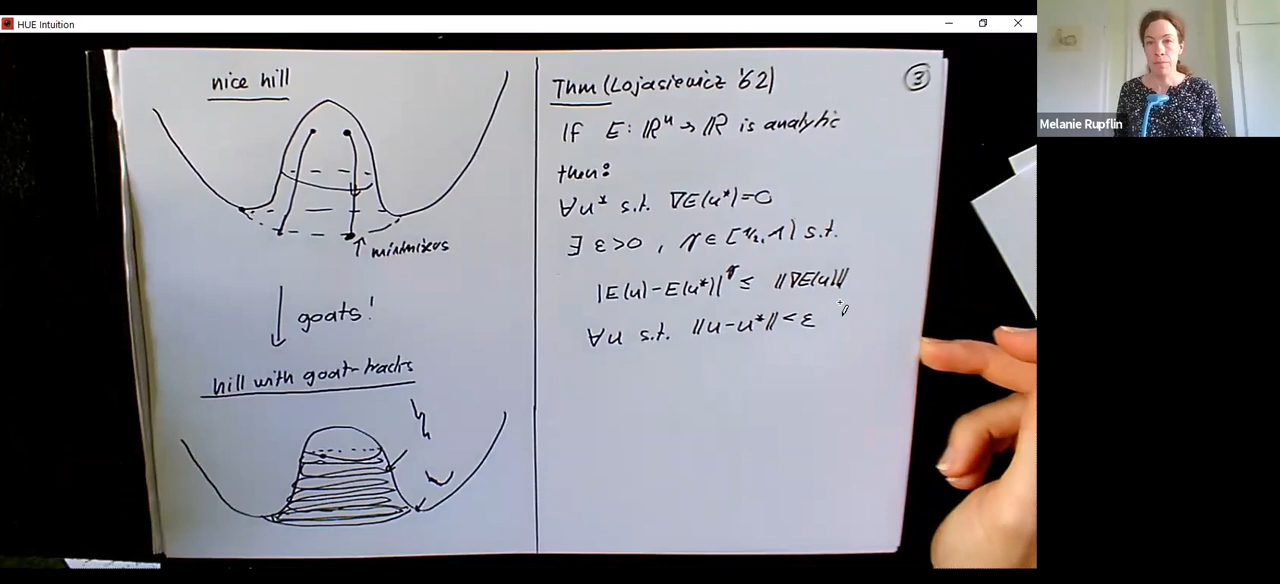 HUE Intuition
nice hill
minimisers
goats!
hill with goat-tracks
③
Thm (Lojasiewicz '62)
If E: ℝⁿ → ℝ is analytic
then:
∀u* s.t. ∇E(u*)=0
∃ ε>0, γ∈[1/2,1) s.t.
|E(u)-E(u*)|^γ ≤ ||∇E(u)||
∀u s.t. ||u-u*||<ε
Melanie Rupflin